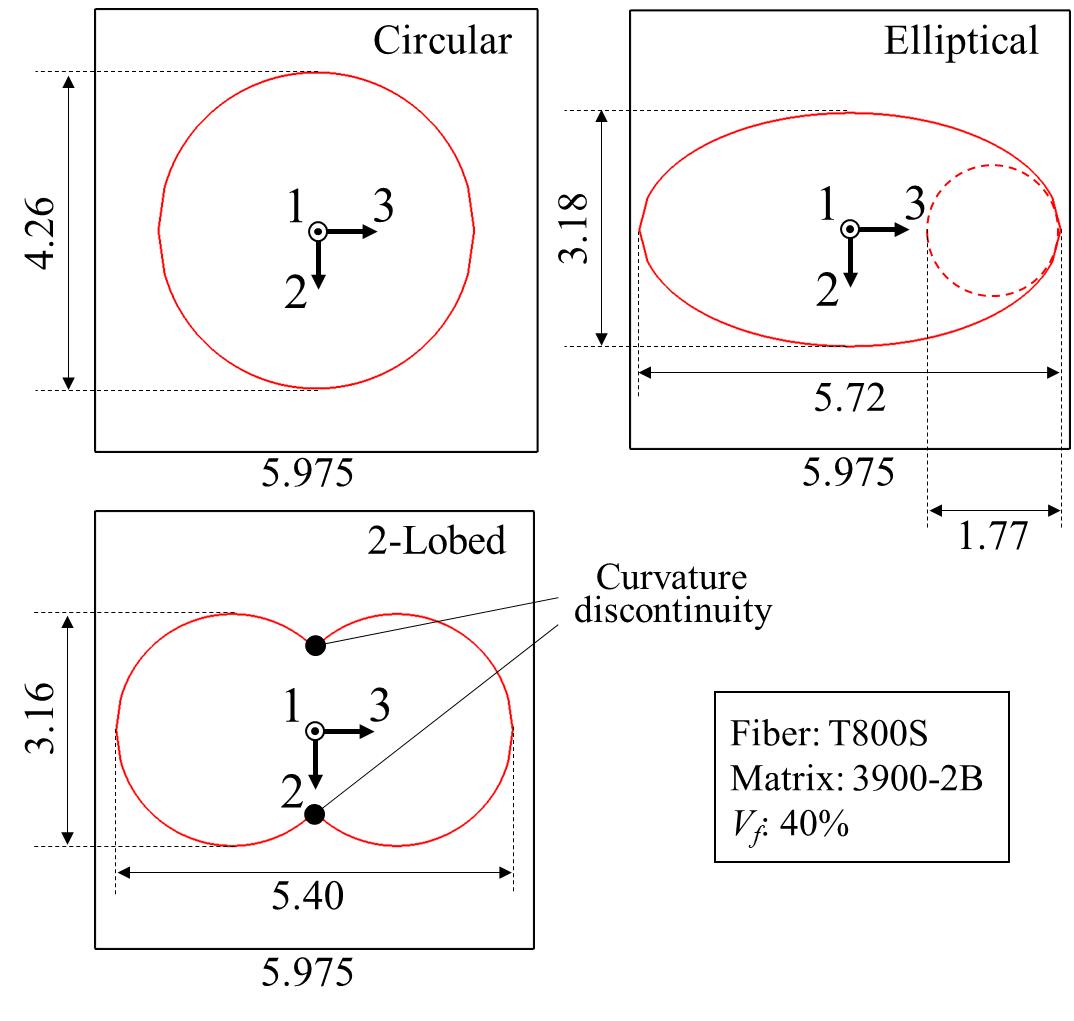 Circular
4.26
1
3
2
5.975
Elliptical
3.18
1
3
2
5.72
5.975
1.77
2-Lobed
3.16
1
3
2
5.40
5.975
Curvature
discontinuity
Fiber: T800S
Matrix: 3900-2B
Vf: 40%